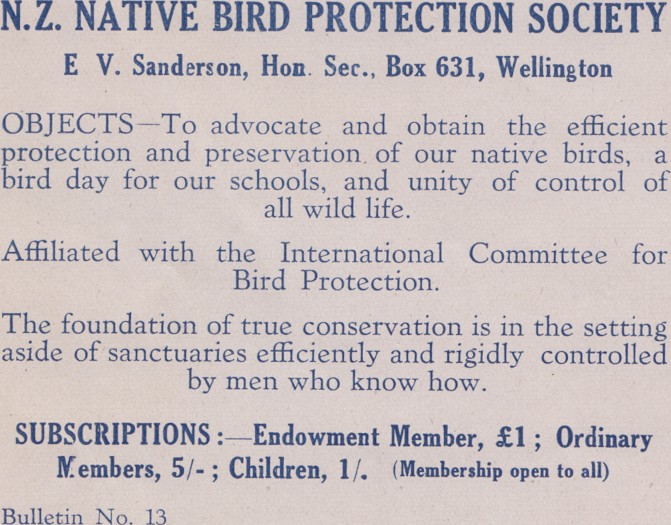 N.Z. NATIVE BIRD PROTECTION SOCIETY
E V. Sanderson, Hon. Sec., Box 631, Wellington
OBJECTS—To advocate and obtain the efficient
protection and preservation of our native birds, a
bird day for our schools, and unity of control of
all wild life.
Affiliated with the International Committee for
Bird Protection.
The foundation of true conservation is in the setting
aside of sanctuaries efficiently and rigidly controlled
by men who know how.
SUBSCRIPTIONS :—Endowment Member, £1 ; Ordinary
Members, 5/- ; Children, 1/. (Membership open to all)
Bulletin No. 13